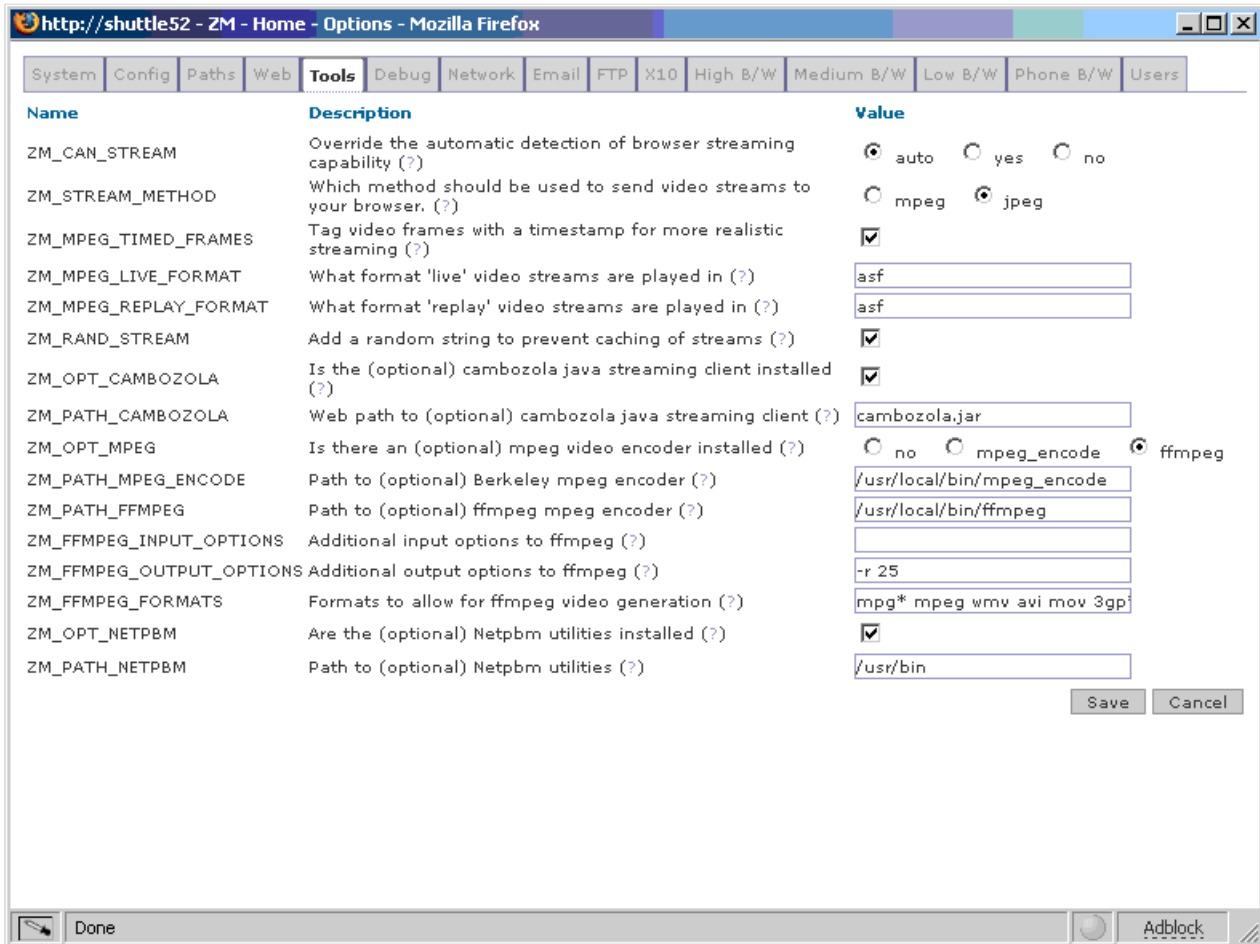 http://shuttle52 - ZM - Home - Options - Mozilla Firefox
System Config Paths Web Tools Debug Network Email FTP X10 High B/W Medium B/W Low B/W Phone B/W Users
Name Description Value
ZM_CAN_STREAM Override the automatic detection of browser streaming capability (?) auto yes no
ZM_STREAM_METHOD Which method should be used to send video streams to your browser. (?) mpeg jpeg
ZM_MPEG_TIMED_FRAMES Tag video frames with a timestamp for more realistic streaming (?)
ZM_MPEG_LIVE_FORMAT What format 'live' video streams are played in (?) asf
ZM_MPEG_REPLAY_FORMAT What format 'replay' video streams are played in (?) asf
ZM_RAND_STREAM Add a random string to prevent caching of streams (?)
ZM_OPT_CAMBOZOLA Is the (optional) cambozola java streaming client installed (?)
ZM_PATH_CAMBOZOLA Web path to (optional) cambozola java streaming client (?) cambozola.jar
ZM_OPT_MPEG Is there an (optional) mpeg video encoder installed (?) no mpeg_encode ffmpeg
ZM_PATH_MPEG_ENCODE Path to (optional) Berkeley mpeg encoder (?) /usr/local/bin/mpeg_encode
ZM_PATH_FFMPEG Path to (optional) ffmpeg mpeg encoder (?) /usr/local/bin/ffmpeg
ZM_FFMPEG_INPUT_OPTIONS Additional input options to ffmpeg (?)
ZM_FFMPEG_OUTPUT_OPTIONS Additional output options to ffmpeg (?) -r 25
ZM_FFMPEG_FORMATS Formats to allow for ffmpeg video generation (?) mpg* mpeg wmv avi mov 3gp*
ZM_OPT_NETPBM Are the (optional) Netpbm utilities installed (?)
ZM_PATH_NETPBM Path to (optional) Netpbm utilities (?) /usr/bin
Save Cancel
Done Adblock